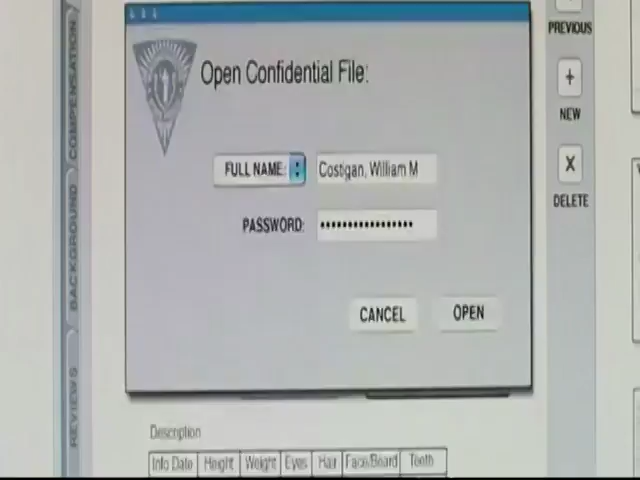 Open Confidential File:
FULL NAME:
Costigan, William M
PASSWORD:
•••••••••••••••••
CANCEL
OPEN
PREVIOUS
+
NEW
X
DELETE
COMPENSATION
BACKGROUND
REVIEWS
Description
Info Date Height Weight Eyes Hair Face/Beard Teeth